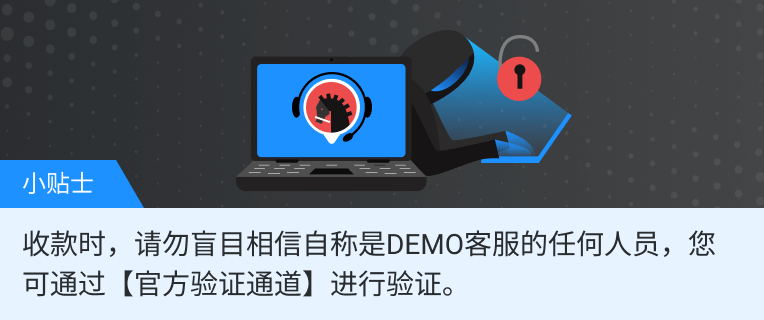 小贴士
收款时，请勿盲目相信自称是DEMO客服的任何人员，您
可通过【官方验证通道】进行验证。